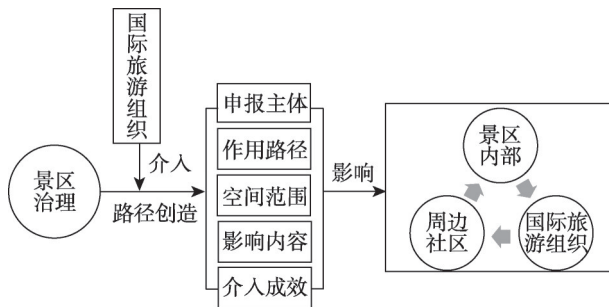 国际旅游组织
介入
景区
治理
路径创造
申报主体
作用路径
空间范围
影响内容
介入成效
影响
景区
内部
周边
社区
国际旅
游组织